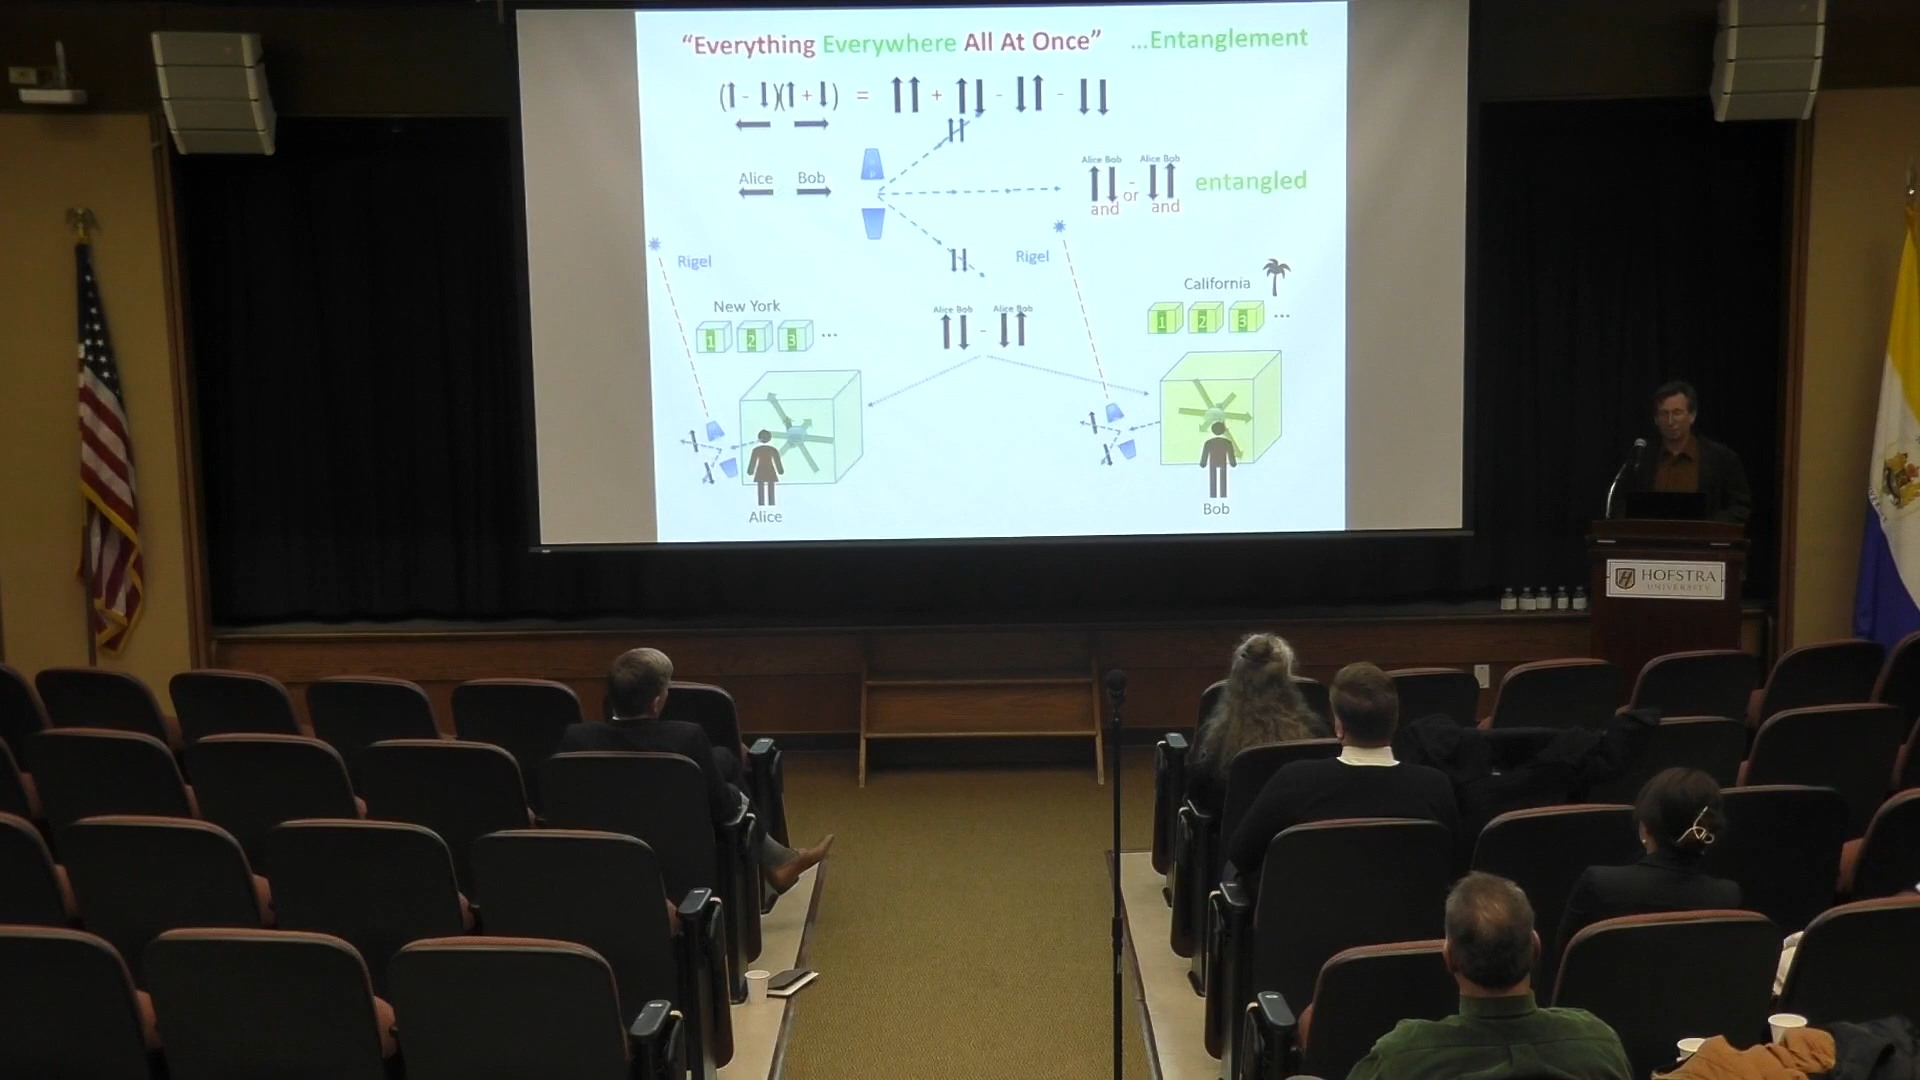 “Everything Everywhere All At Once” ...Entanglement
( - )( + ) = + - -
Alice Bob
Alice Bob Alice Bob
- or
and and
entangled
Rigel
Rigel
New York
1 2 3 ...
California
1 2 3 ...
Alice Bob Alice Bob
-
Alice
Bob
HOFSTRA
UNIVERSITY